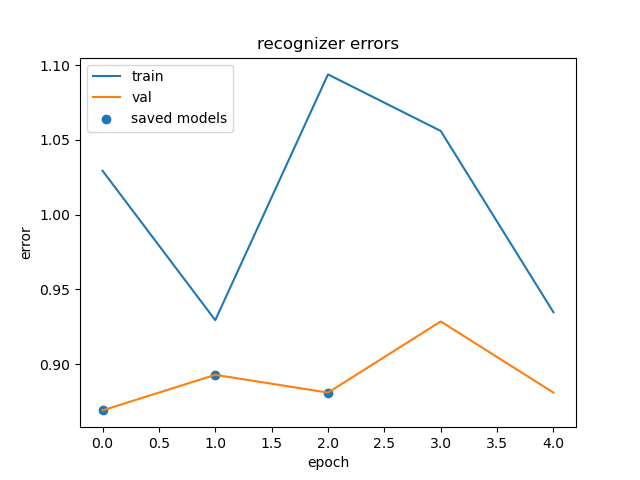 recognizer errors
train
val
saved models
1.10
1.05
1.00
0.95
0.90
error
0.0 0.5 1.0 1.5 2.0 2.5 3.0 3.5 4.0
epoch